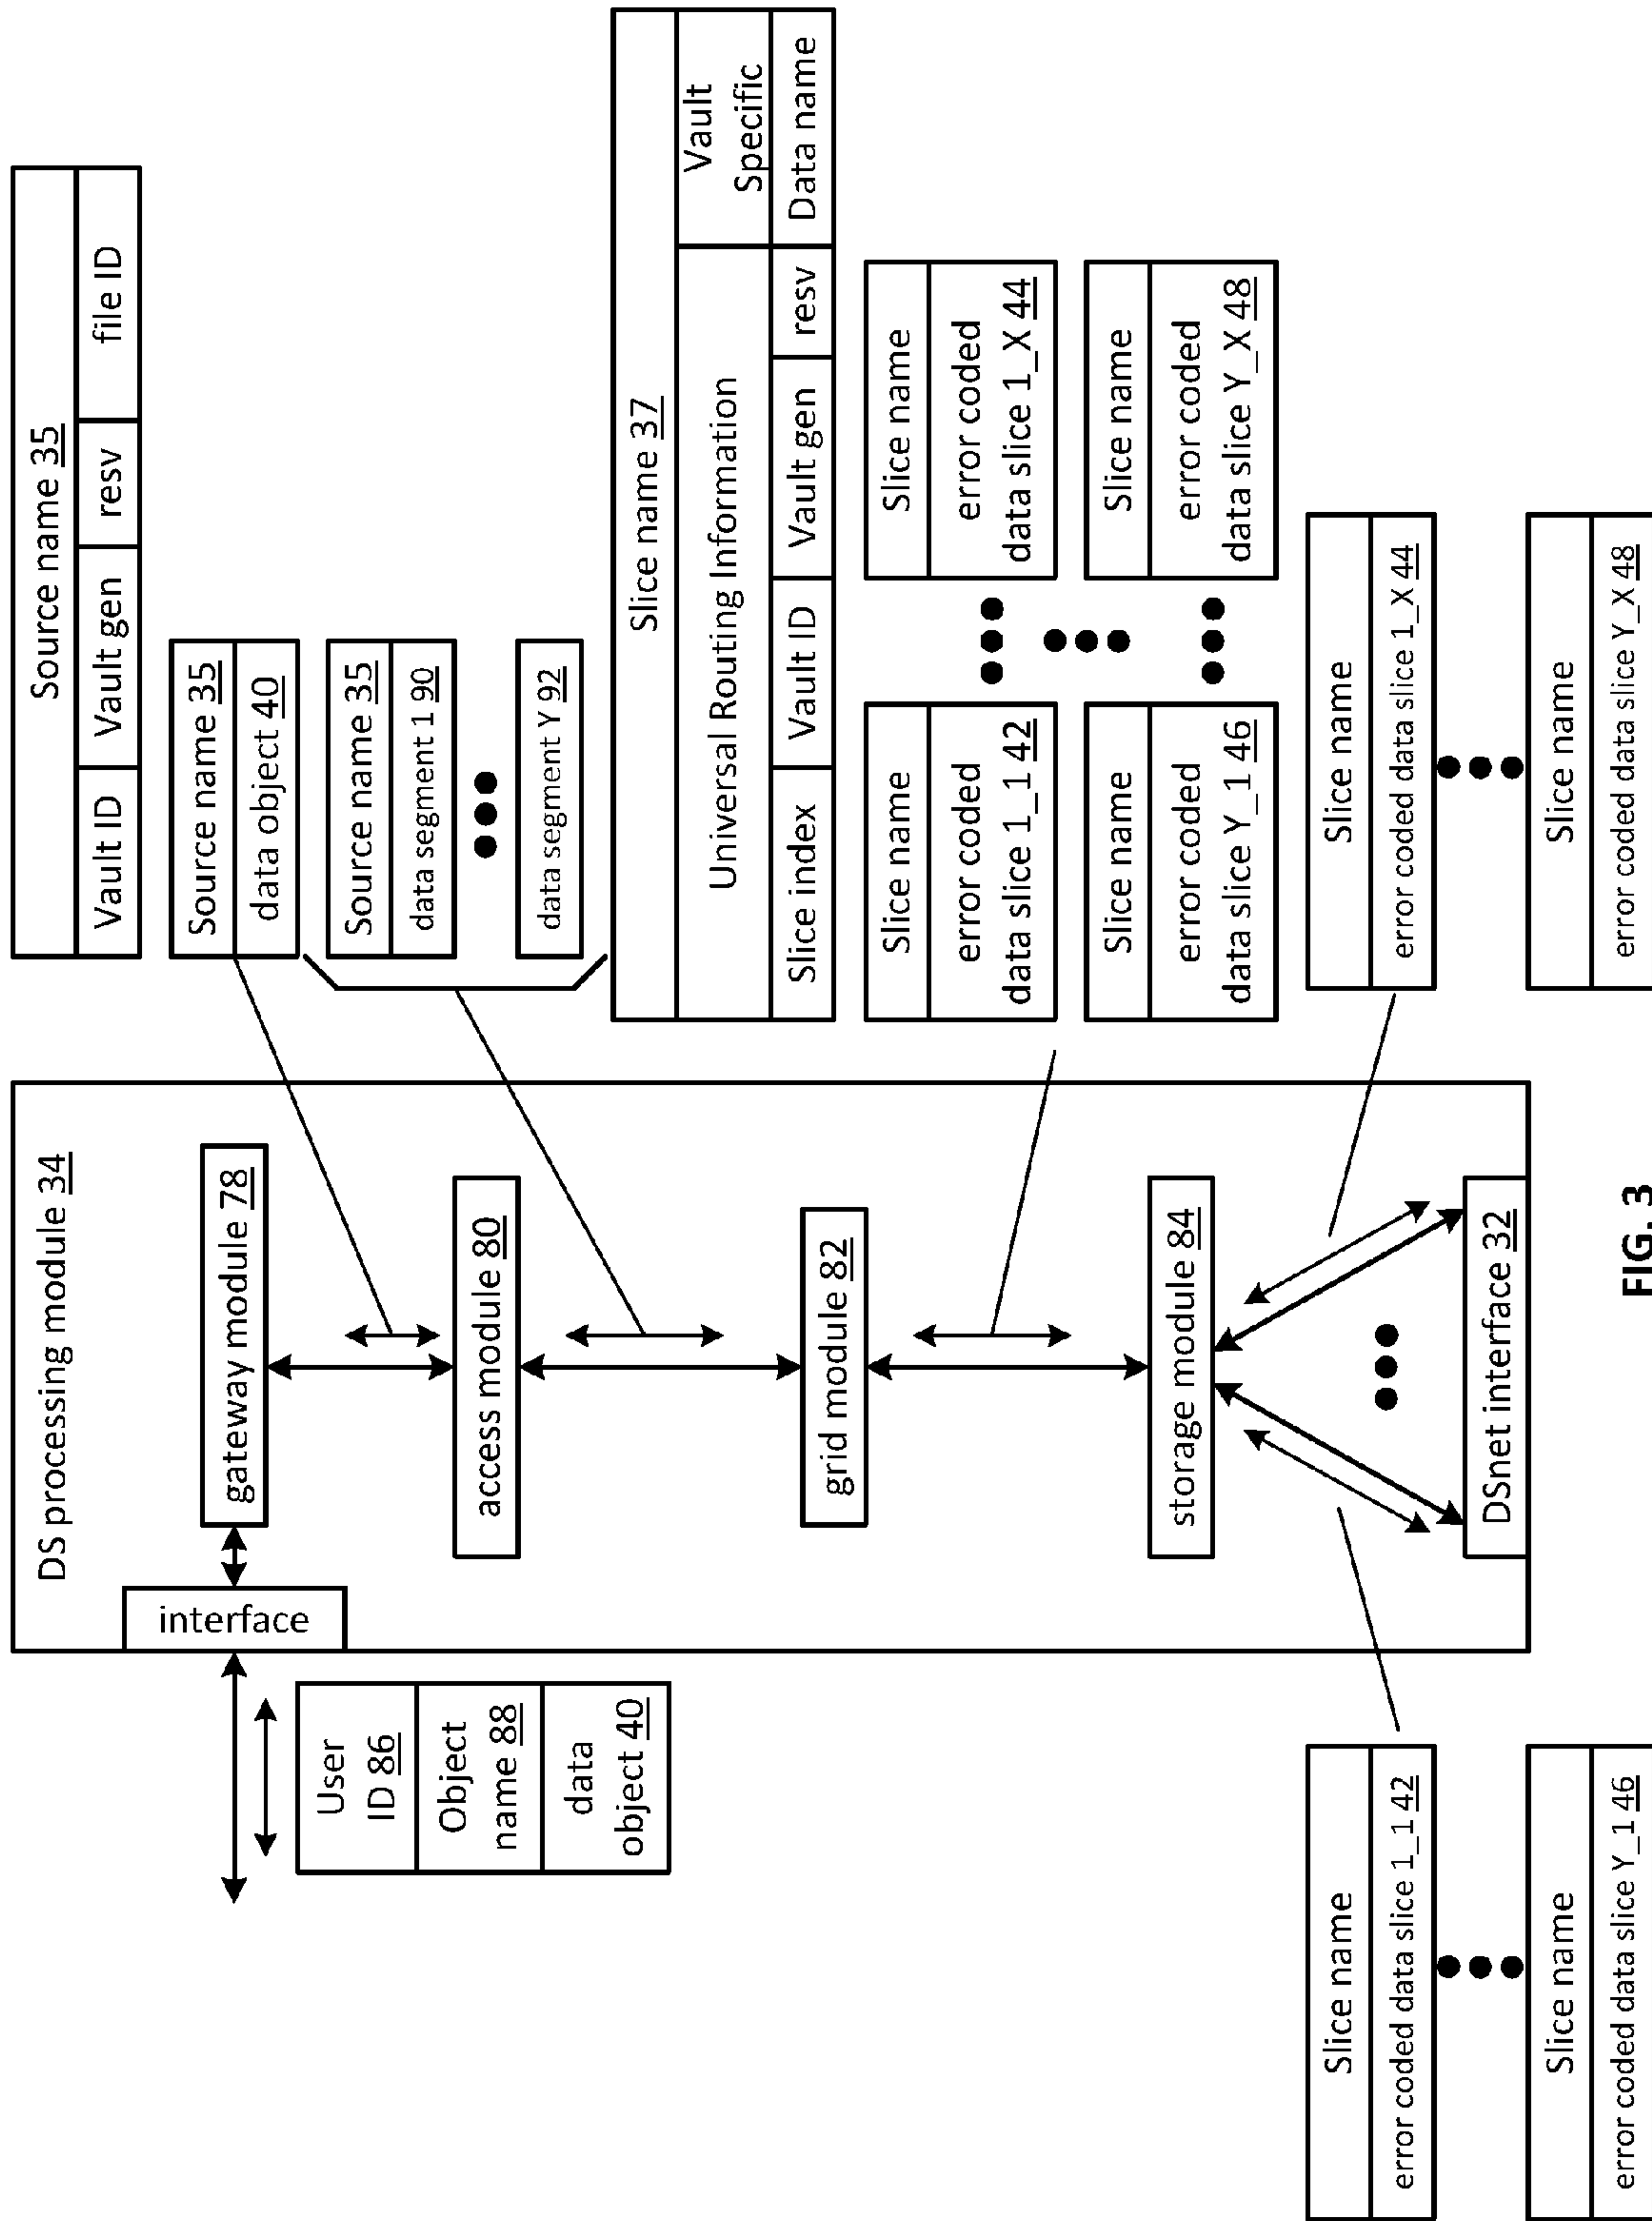 DS processing module 34
interface
gateway module 78
access module 80
grid module 82
storage module 84
DSnet interface 32
User
ID 86
Object
name 88
data
object 40
Source name 35
Vault ID
Vault gen
resv
file ID
Source name 35
data object 40
Source name 35
data segment 1 90
data segment Y 92
Slice name 37
Universal Routing Information
Vault
Specific
Slice index
Vault ID
Vault gen
resv
Data name
Slice name
error coded
data slice 1_1 42
Slice name
error coded
data slice 1_X 44
Slice name
error coded
data slice Y_1 46
Slice name
error coded
data slice Y_X 48
Slice name
error coded data slice 1_1 42
Slice name
error coded data slice Y_1 46
Slice name
error coded data slice 1_X 44
Slice name
error coded data slice Y_X 48
FIG. 3